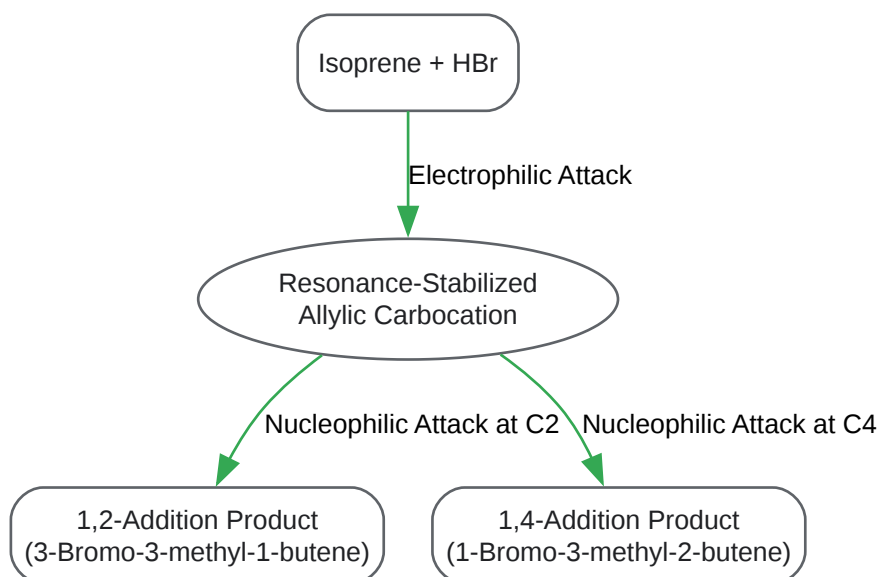 Isoprene + HBr
Electrophilic Attack
Resonance-Stabilized
Allylic Carbocation
Nucleophilic Attack at C2
Nucleophilic Attack at C4
1,2-Addition Product
(3-Bromo-3-methyl-1-butene)
1,4-Addition Product
(1-Bromo-3-methyl-2-butene)